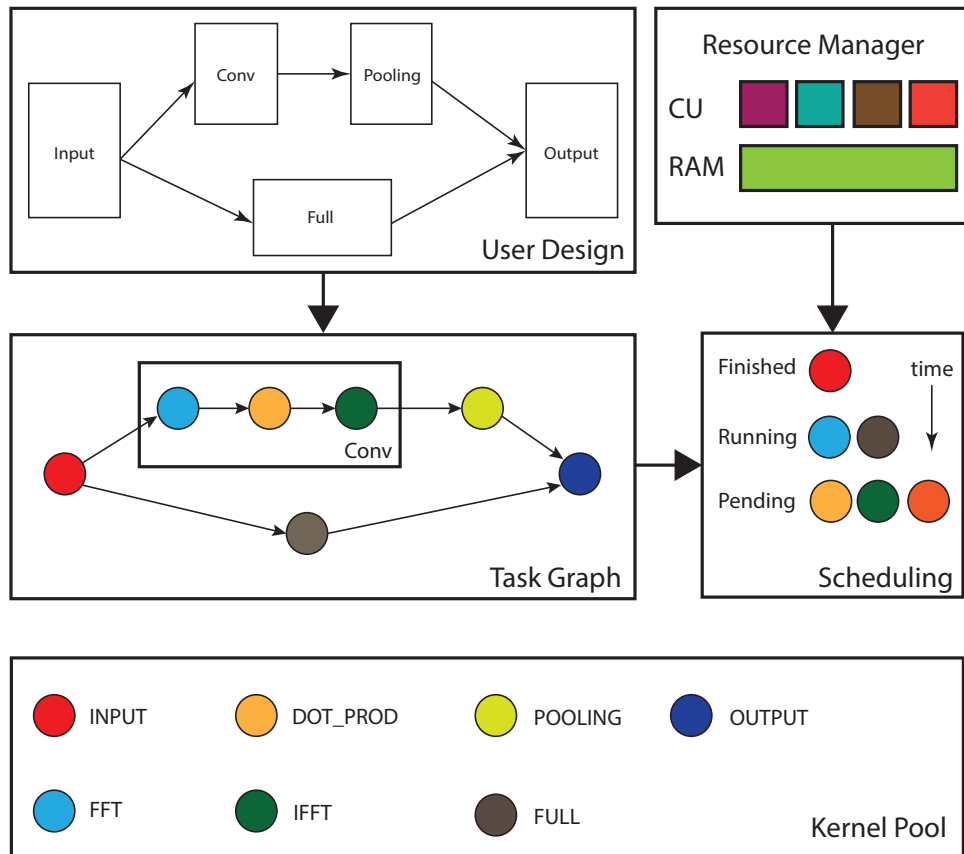 Input
Conv
Pooling
Full
Output
User Design
Resource Manager
CU
RAM
Conv
Task Graph
Finished
time
Running
Pending
Scheduling
INPUT
DOT_PROD
POOLING
OUTPUT
FFT
IFFT
FULL
Kernel Pool